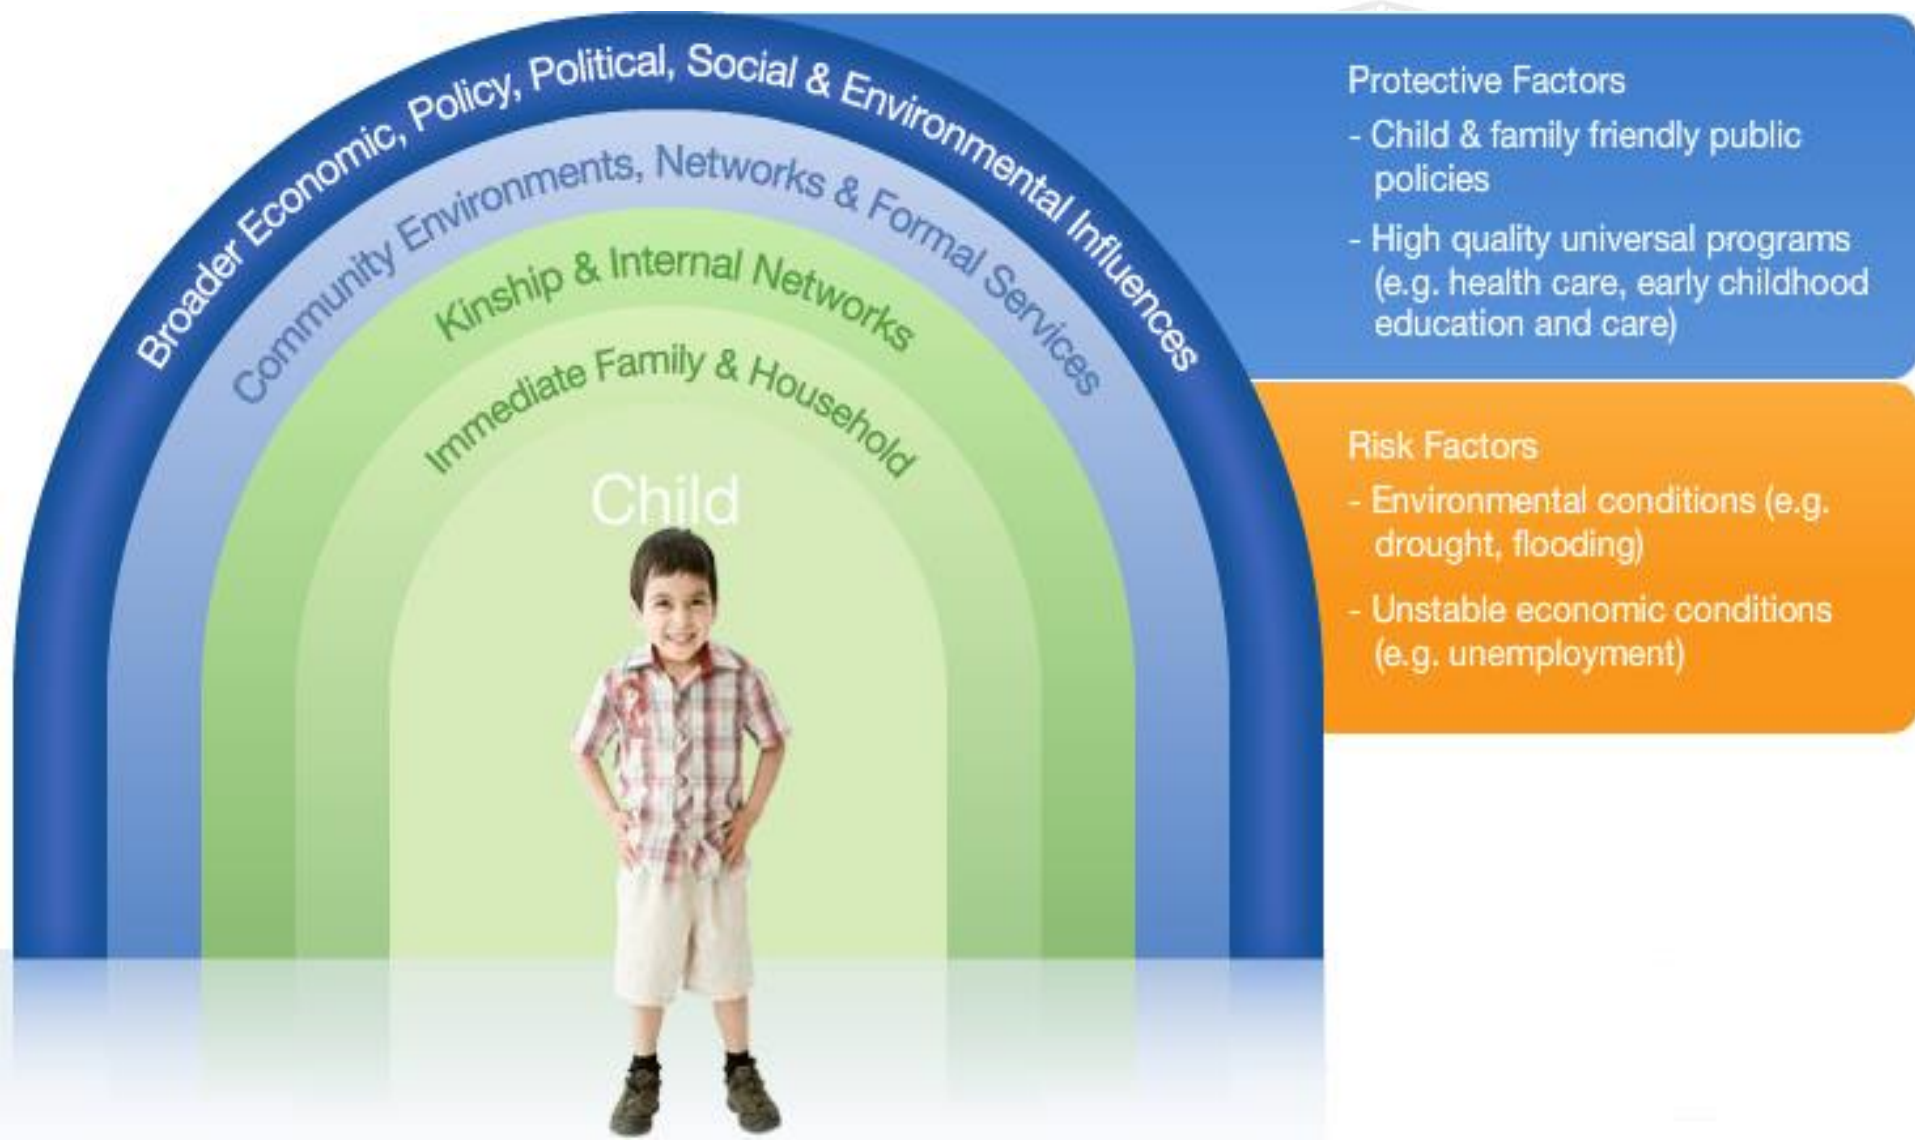 Broader Economic, Policy, Political, Social & Environmental Influences
Community Environments, Networks & Formal Services
Kinship & Internal Networks
Immediate Family & Household
Child
Protective Factors
- Child & family friendly public
policies
- High quality universal programs
(e.g. health care, early childhood
education and care)
Risk Factors
- Environmental conditions (e.g.
drought, flooding)
- Unstable economic conditions
(e.g. unemployment)